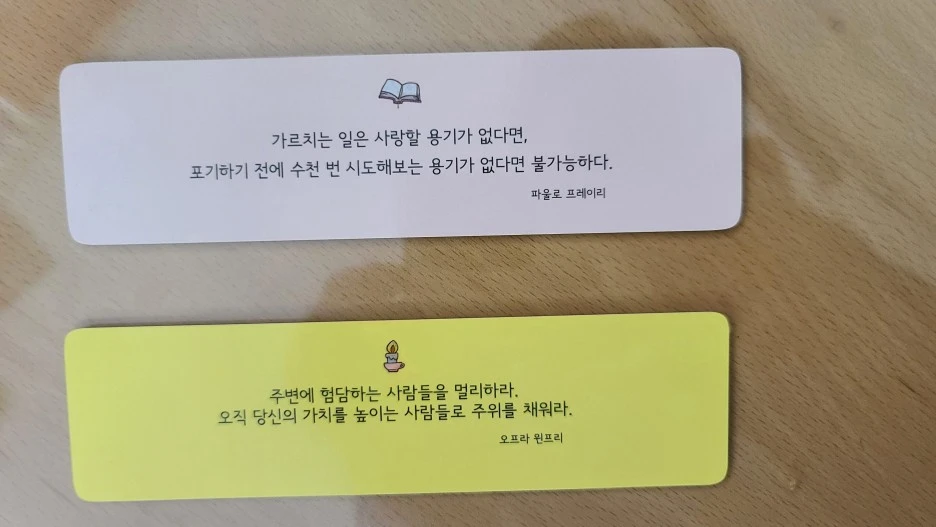 가르치는 일은 사랑할 용기가 없다면,
포기하기 전에 수천 번 시도해보는 용기가 없다면 불가능하다.
파울로 프레이리
주변에 험담하는 사람들을 멀리하라.
오직 당신의 가치를 높이는 사람들로 주위를 채워라.
오프라 윈프리